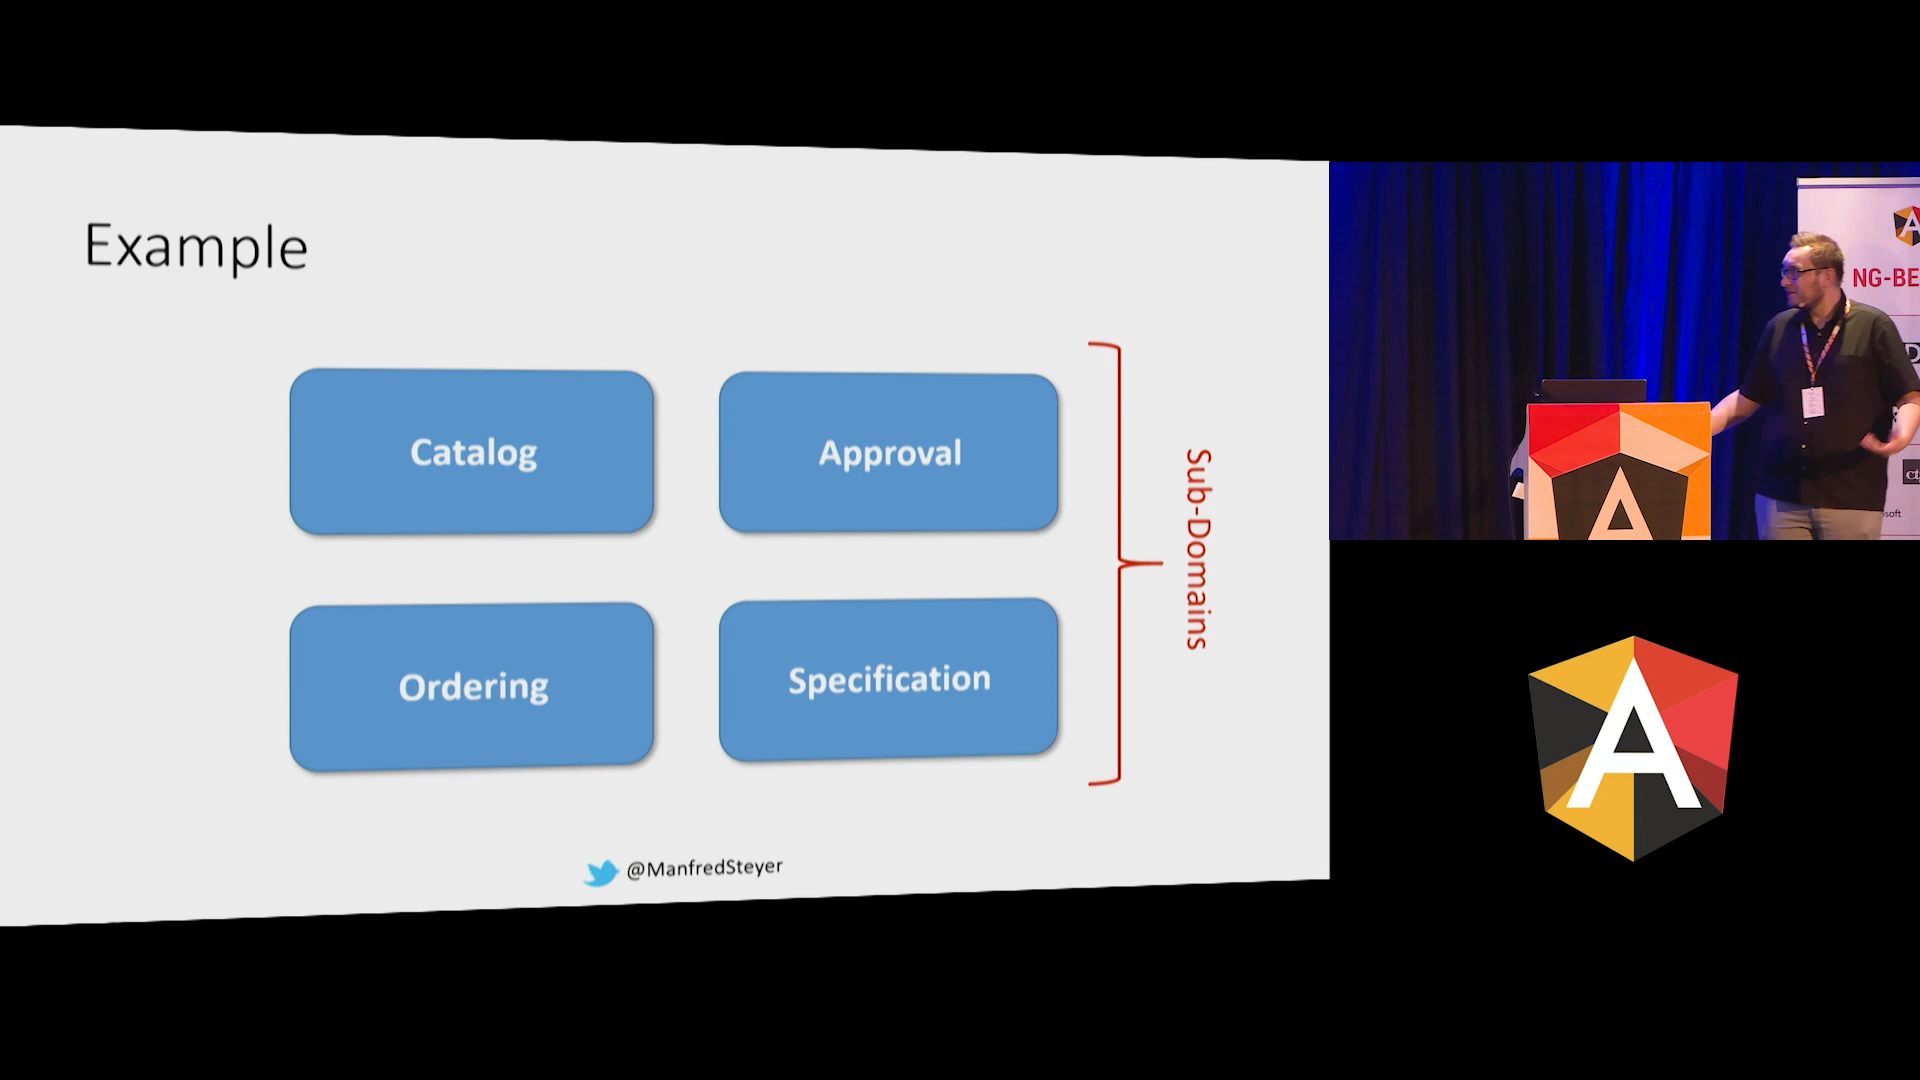 Example
Catalog
Approval
Ordering
Specification
Sub-Domains
@ManfredSteyer
NG-BE
A